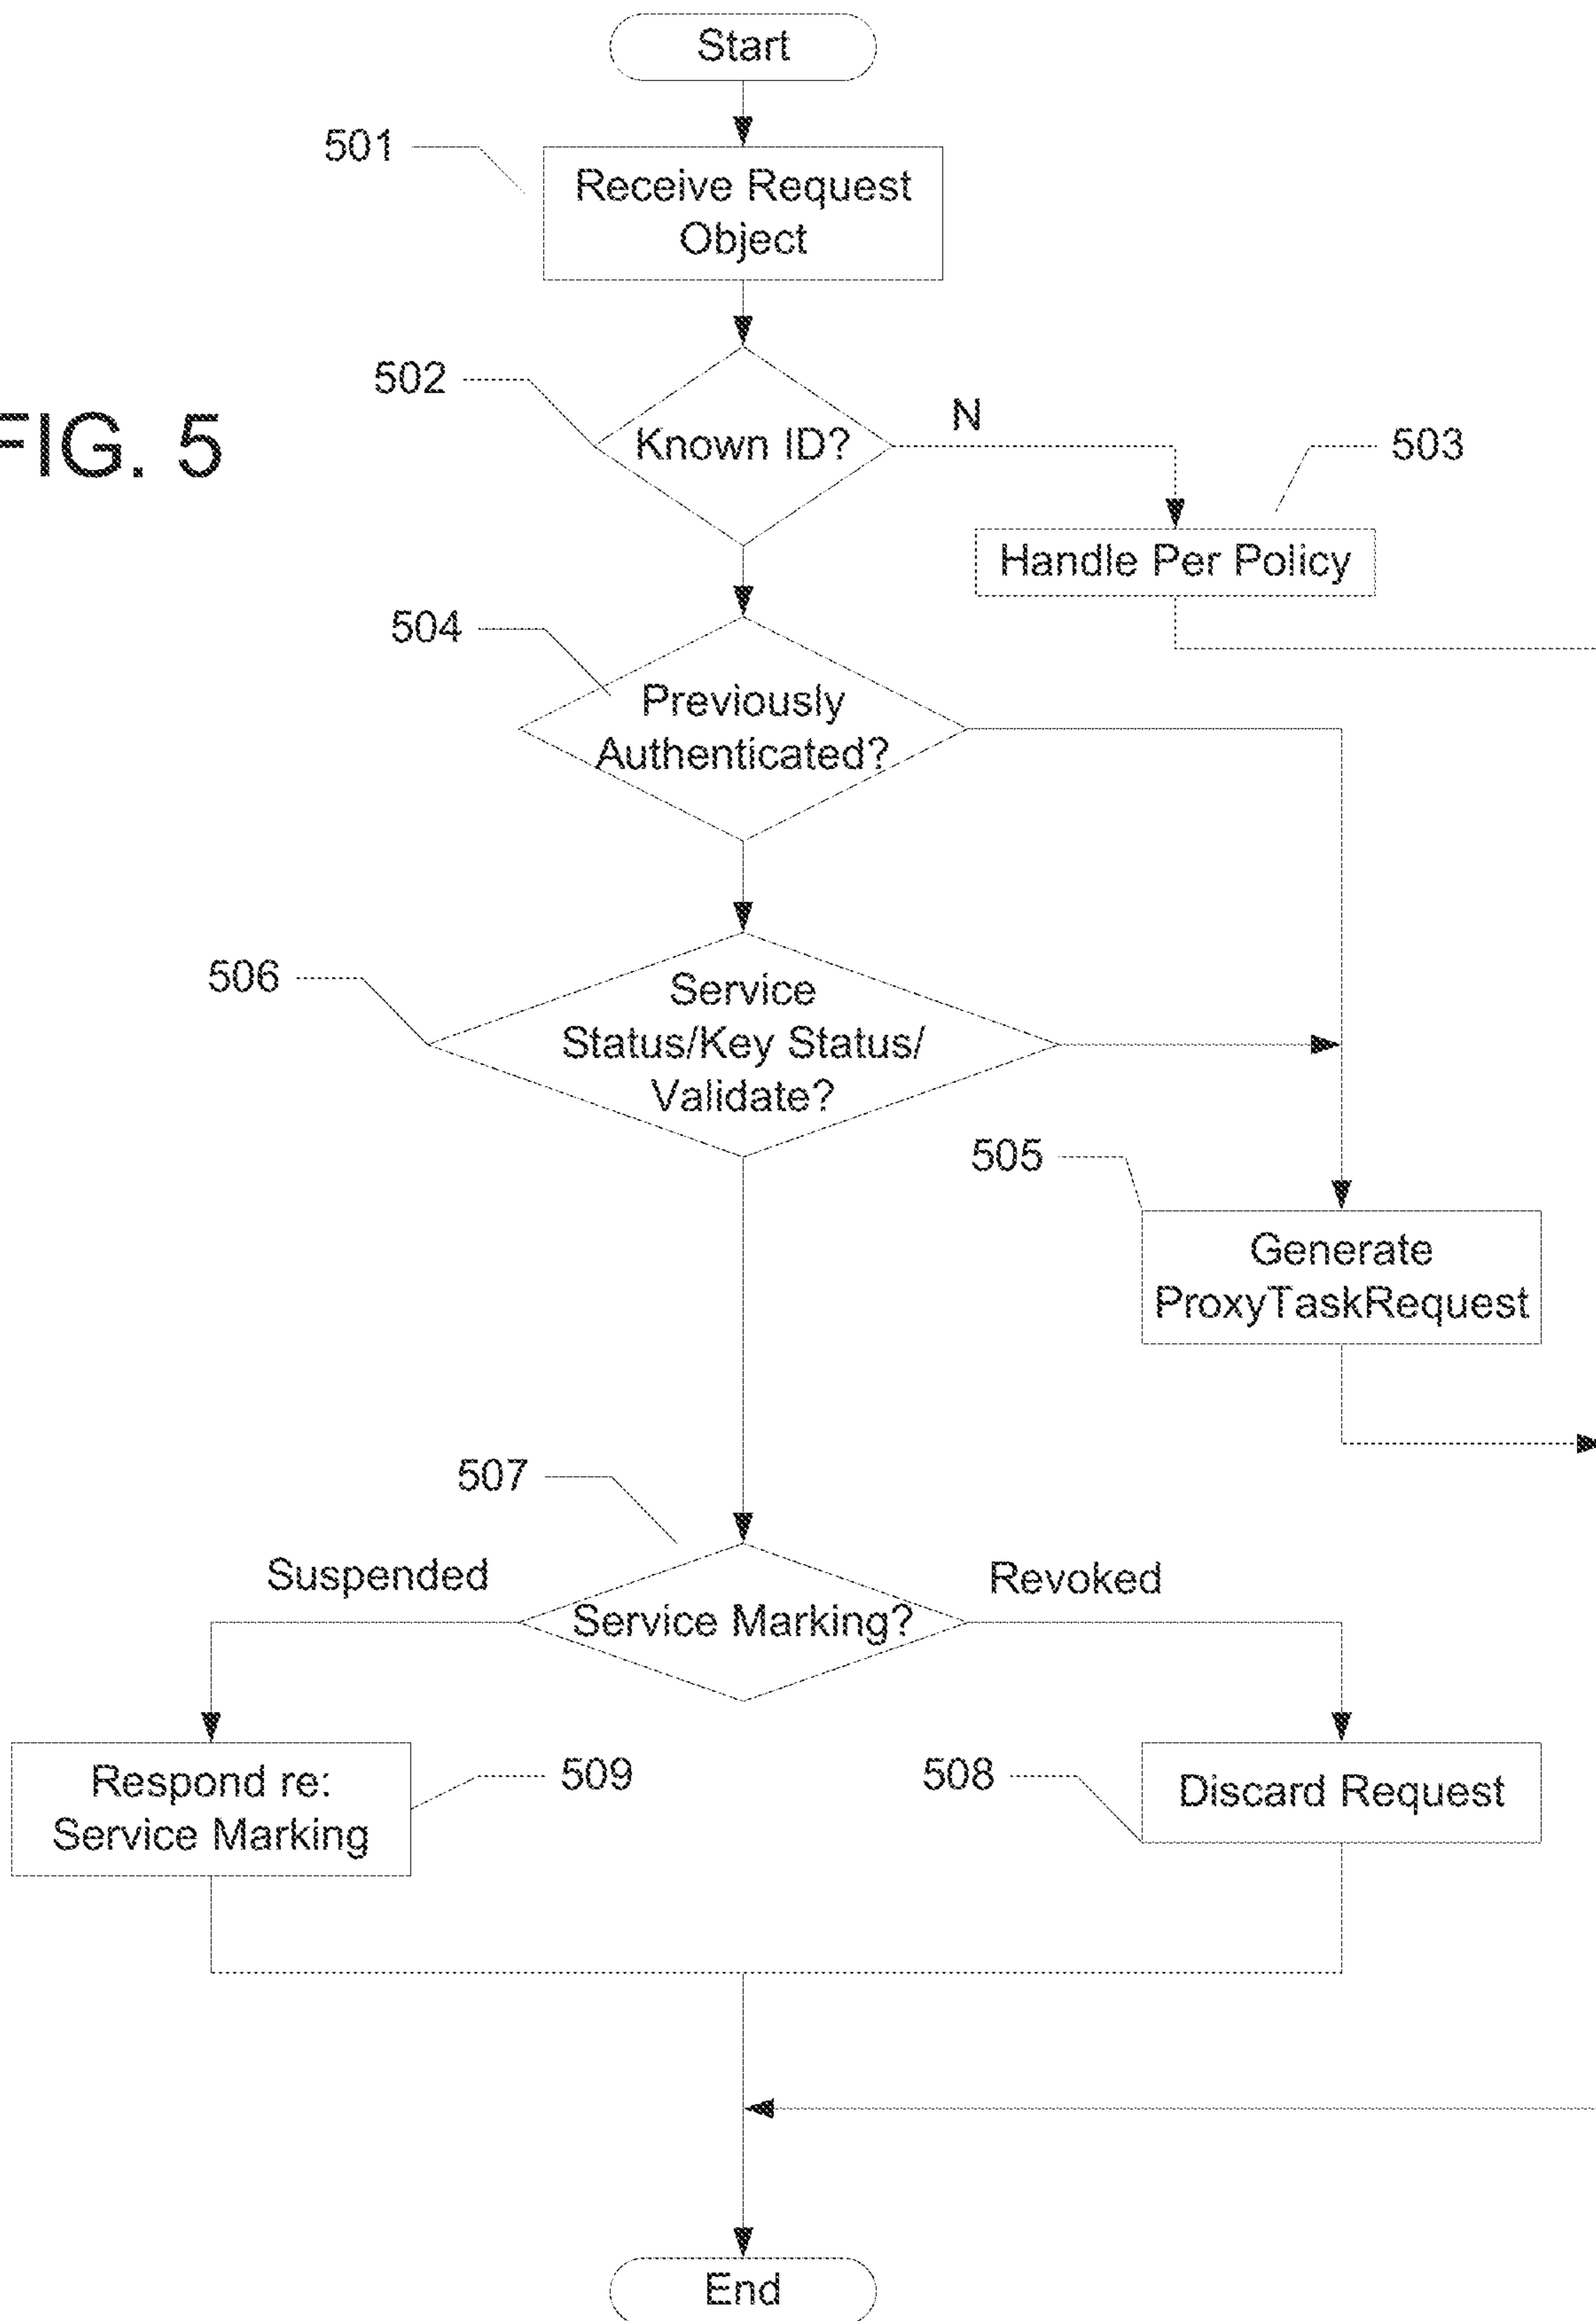 Start
501
Receive Request
Object
502
Known ID?
N
503
FIG. 5
Handle Per Policy
504
Previously
Authenticated?
506
Service
Status/Key Status/
Validate?
505
Generate
ProxyTaskRequest
507
Suspended
Revoked
Service Marking?
Respond re:
Service Marking
509
508
Discard Request
End